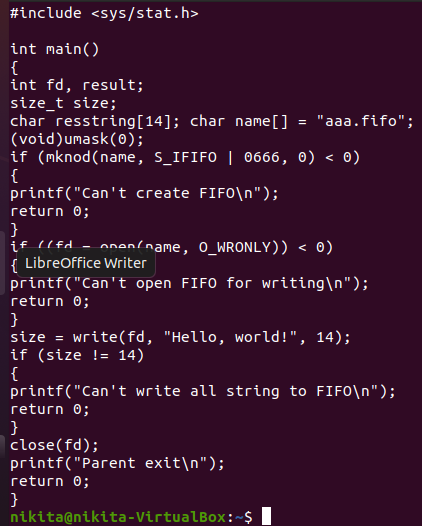 #include <sys/stat.h>
int main()
{
int fd, result;
size_t size;
char resstring[14]; char name[] = "aaa.fifo";
(void)umask(0);
if (mknod(name, S_IFIFO | 0666, 0) < 0)
{
printf("Can't create FIFO\n");
return 0;
}
if ((fd = open(name, O_WRONLY)) < 0)
{
LibreOffice Writer
printf("Can't open FIFO for writing\n");
return 0;
}
size = write(fd, "Hello, world!", 14);
if (size != 14)
{
printf("Can't write all string to FIFO\n");
return 0;
}
close(fd);
printf("Parent exit\n");
return 0;
}
nikita@nikita-VirtualBox:~$